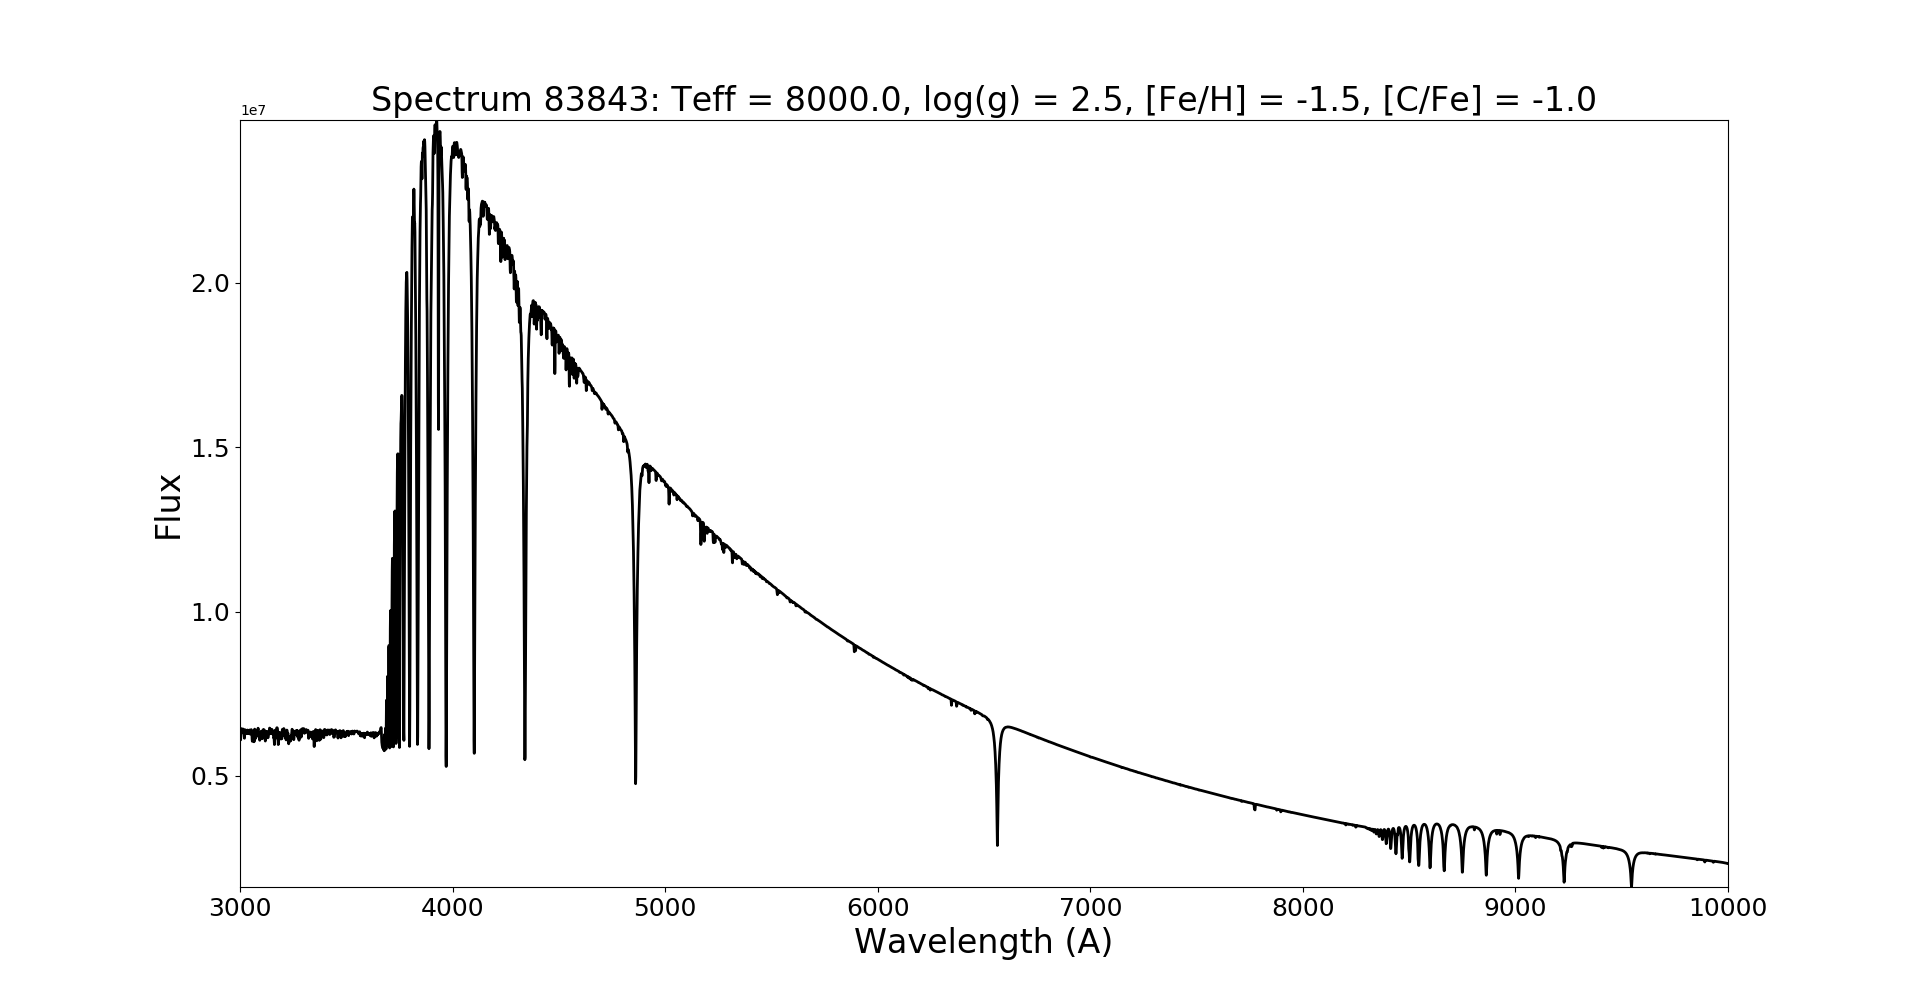 Spectrum 83843: Teff = 8000.0, log(g) = 2.5, [Fe/H] = -1.5, [C/Fe] = -1.0
1e7
2.0
1.5
1.0
0.5
Flux
3000 4000 5000 6000 7000 8000 9000 10000
Wavelength (A)